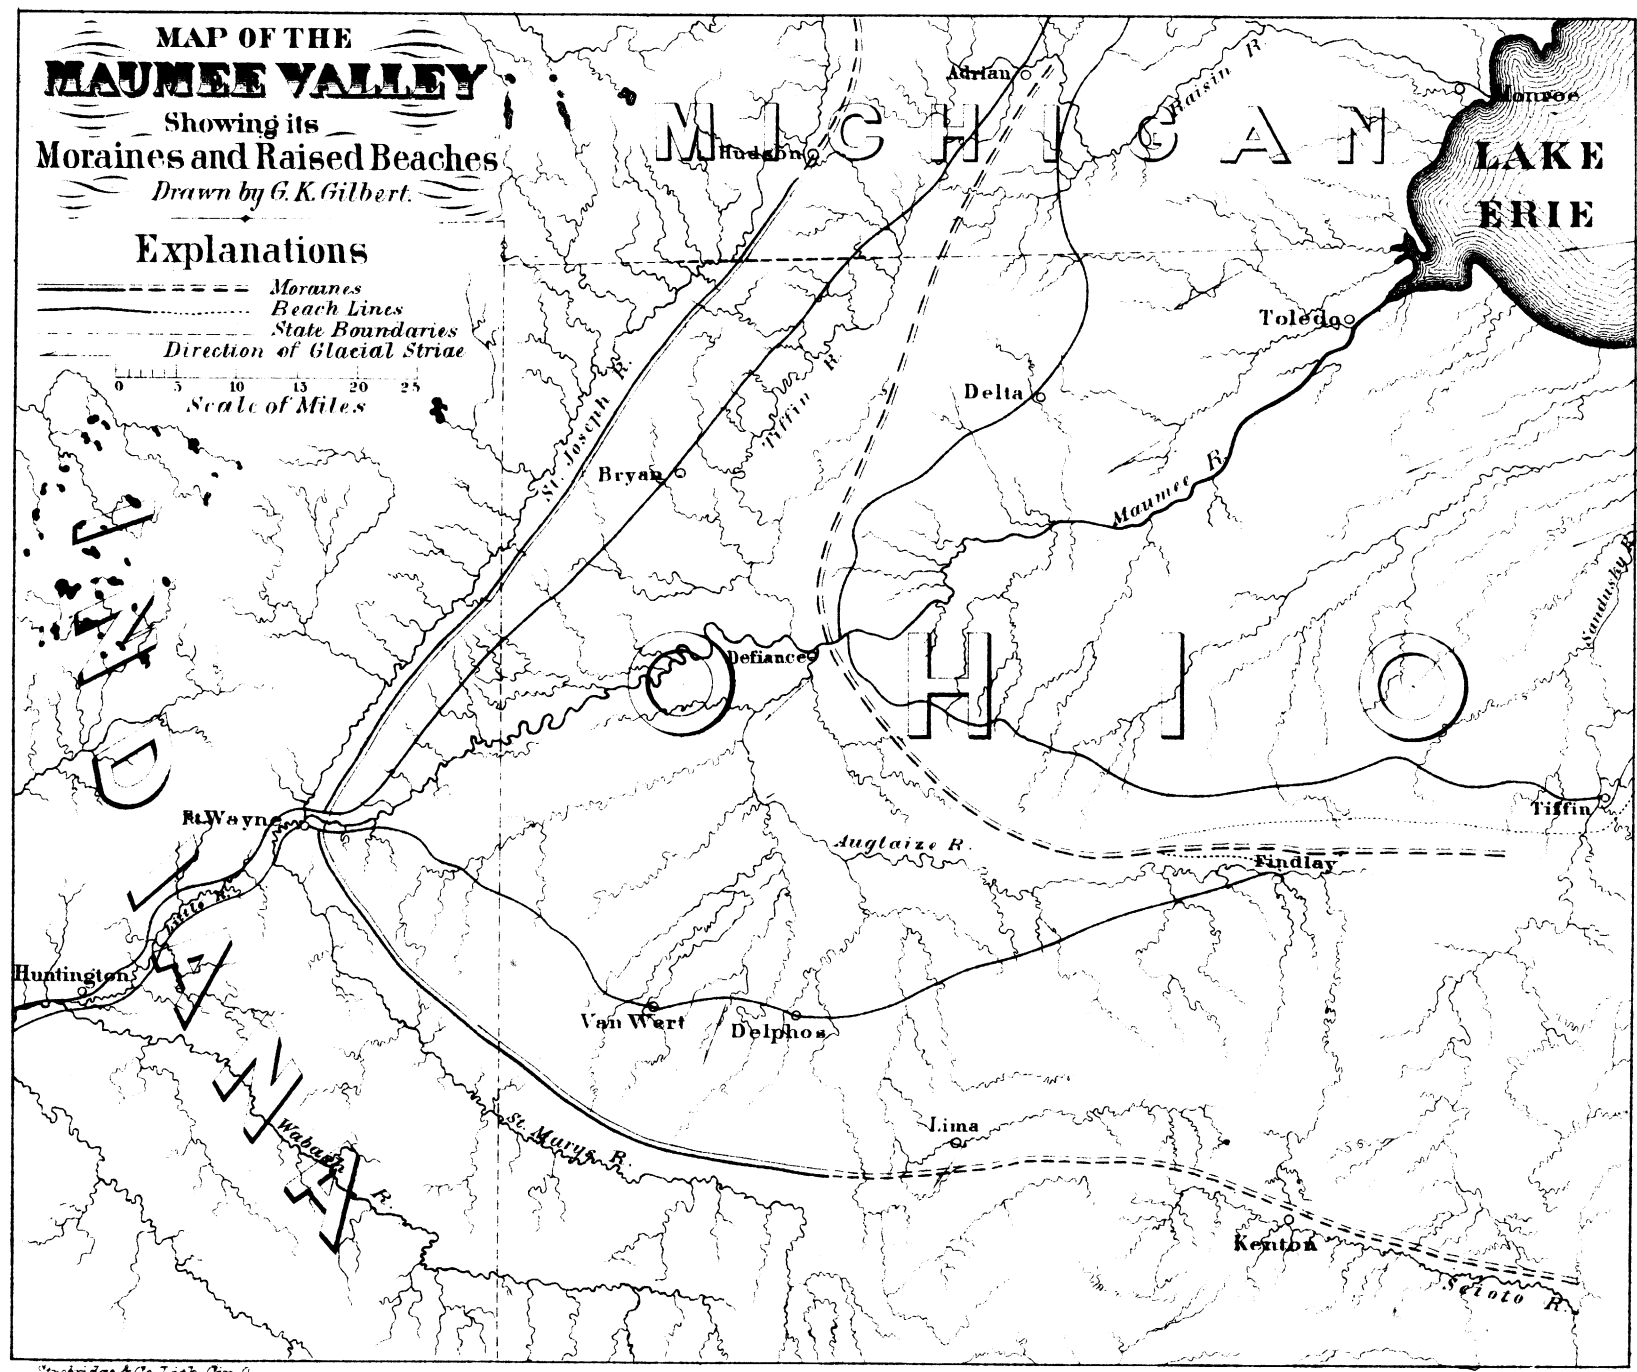 MAP OF THE
MAUMEE VALLEY
Showing its
Moraines and Raised Beaches
Drawn by G. K. Gilbert.
Explanations
Moraines
Beach Lines
State Boundaries
Direction of Glacial Striae
0 5 10 15 20 25
Scale of Miles
MICHIGAN
Adrian
Raisin R.
Monroe
Hudson
LAKE
ERIE
Toledo
St. Joseph R.
Tiffin R.
Delta
Bryan
Maumee R.
Sandusky R.
Defiance
OHIO
INDIANA
Ft. Wayne
Tiffin
Auglaize R.
Findlay
Little R.
Huntington
Van Wert
Delphos
Lima
St. Marys R.
Wabash R.
Kenton
Scioto R.